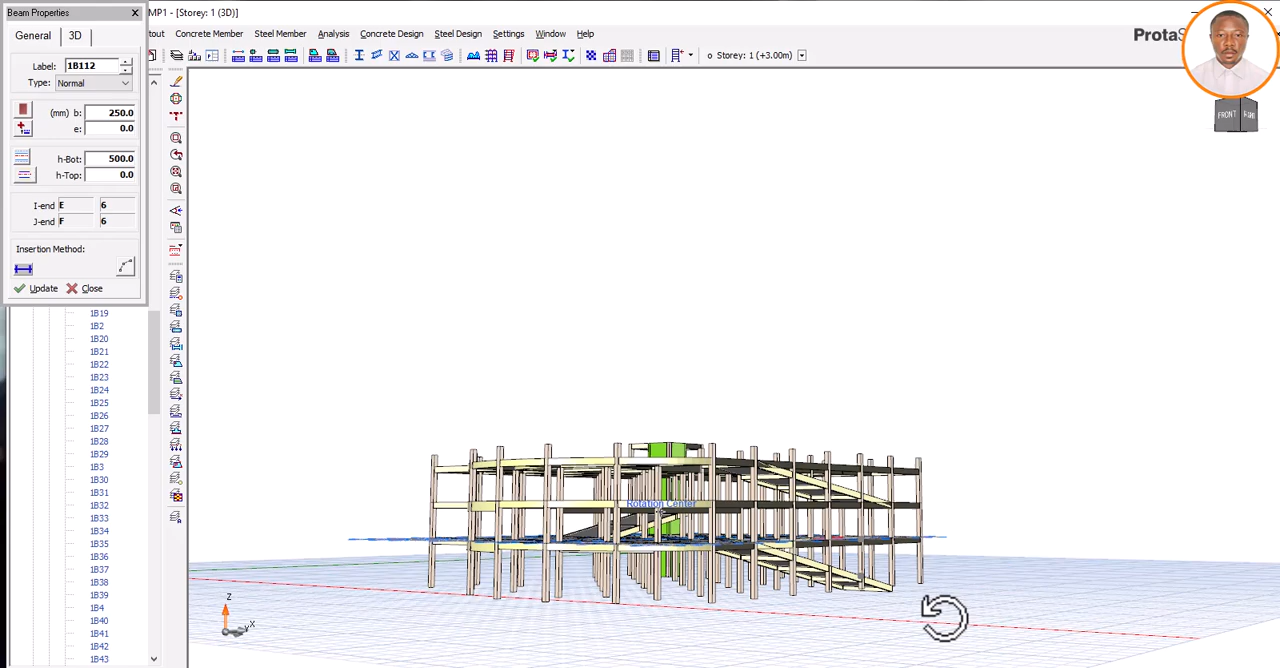 Beam Properties
MP1 - [Storey: 1 (3D)]
General 3D
tout Concrete Member Steel Member Analysis Concrete Design Steel Design Settings Window Help
Prota
Label: 1B112
Type: Normal
Storey: 1 (+3.00m)
(mm) b: 250.0
e: 0.0
h-Bot: 500.0
h-Top: 0.0
I-end E 6
J-end F 6
Insertion Method:
Update Close
FRONT
1B19
1B2
1B20
1B21
1B22
1B23
1B24
1B25
1B26
1B27
1B28
1B29
1B3
1B30
1B31
1B32
1B33
1B34
1B35
1B36
1B37
1B38
1B39
1B4
1B40
1B41
1B42
1B43
Rotation Center
Z
Y X